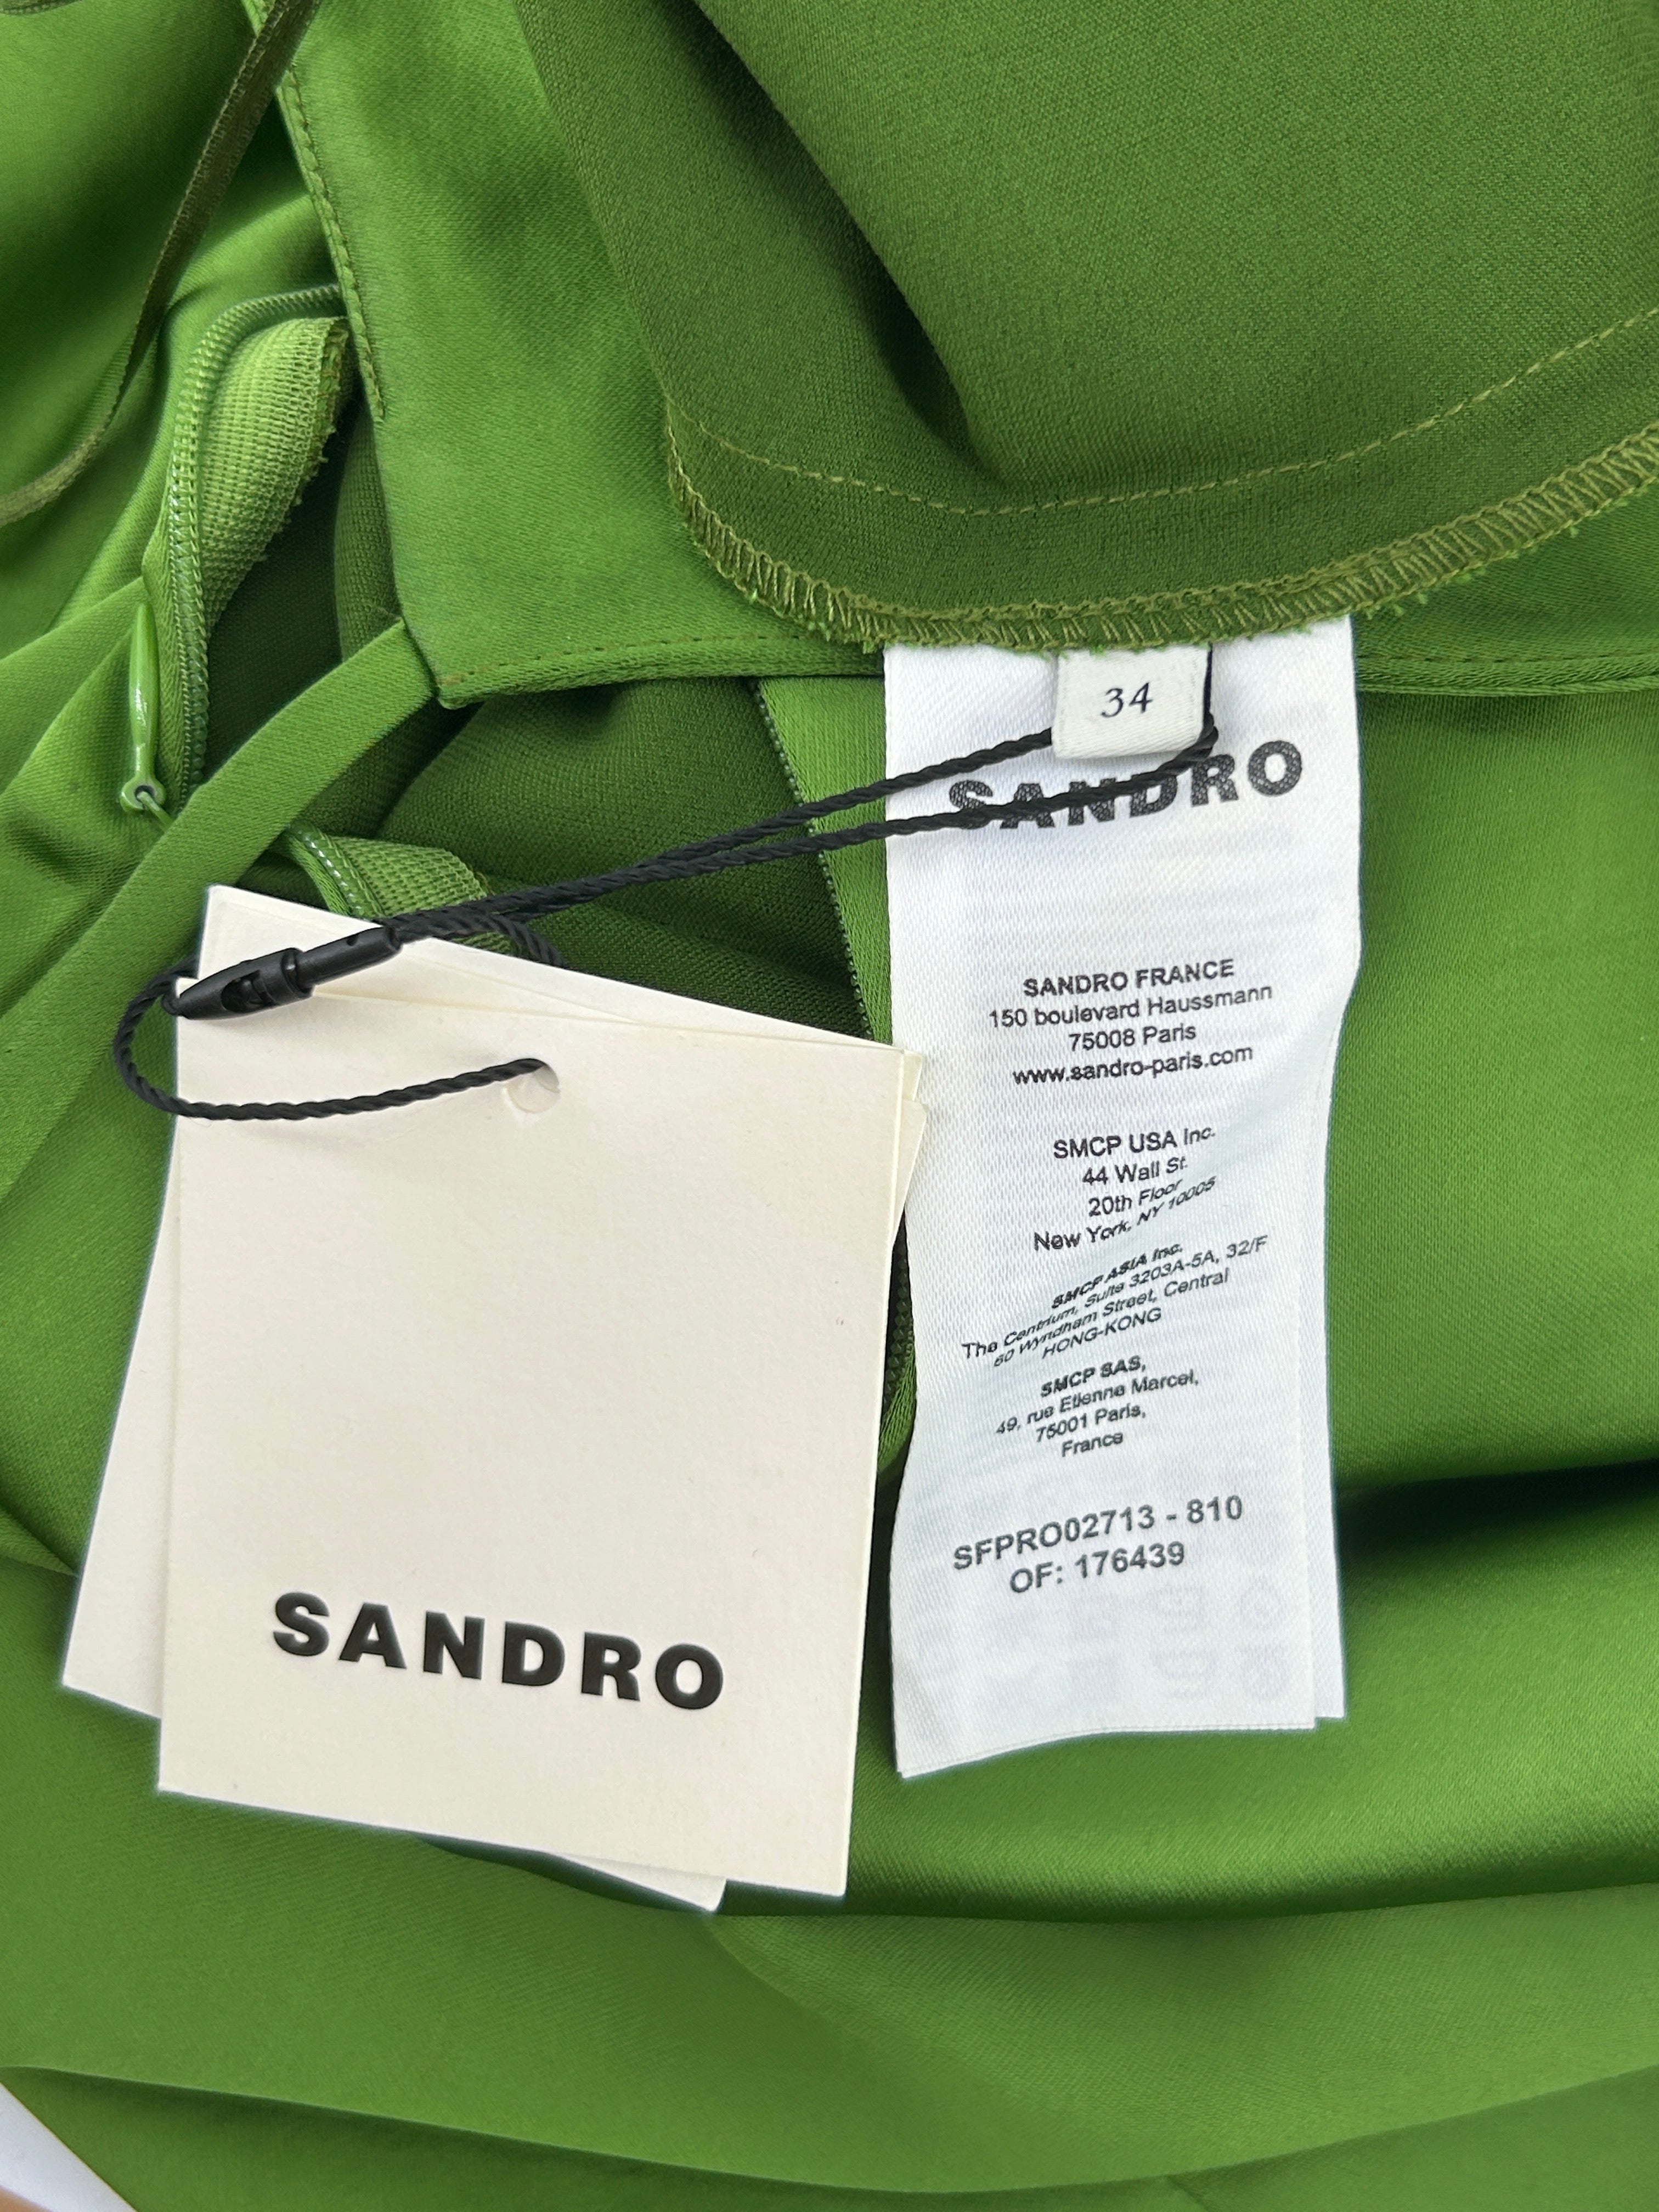 34
SANDRO
SANDRO FRANCE
150 boulevard Haussmann
75008 Paris
www.sandro-paris.com
SMCP USA Inc.
44 Wall St.
20th Floor
New York, NY 10005
SMCP ASIA Inc.
The Centrium, Suite 3203A-5A, 32/F
60 Wyndham Street, Central
HONG-KONG
SMCP SAS,
49, rue Etienne Marcel,
75001 Paris,
France
SFPRO02713 - 810
OF: 176439
SANDRO